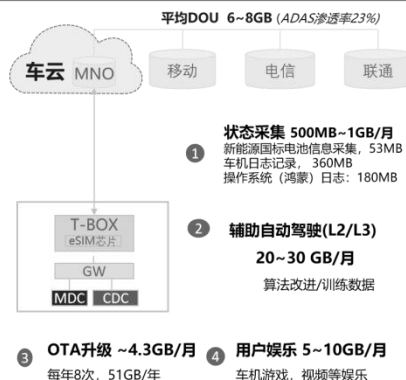 平均DOU 6~8GB (ADAS渗透率23%)
车云 MNO
移动
电信
联通
1
状态采集 500MB~1GB/月
新能源国标电池信息采集，53MB
车机日志记录， 360MB
操作系统（鸿蒙）日志：180MB
T-BOX
eSIM芯片
GW
MDC
CDC
2
辅助自动驾驶(L2/L3)
20~30 GB/月
算法改进/训练数据
3
OTA升级 ~4.3GB/月
每年8次，51GB/年
4
用户娱乐 5~10GB/月
车机游戏，视频等娱乐